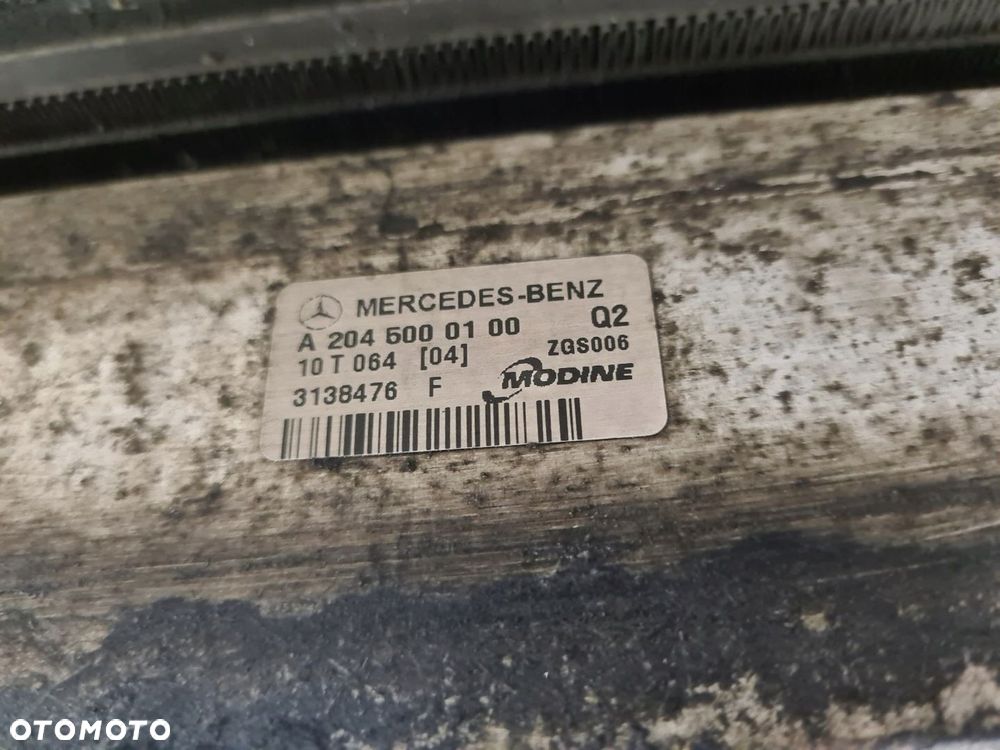 MERCEDES-BENZ
A 204 500 01 00 Q2
10 T 064 [04] ZGS006
3138476 F MODINE
OTOMOTO